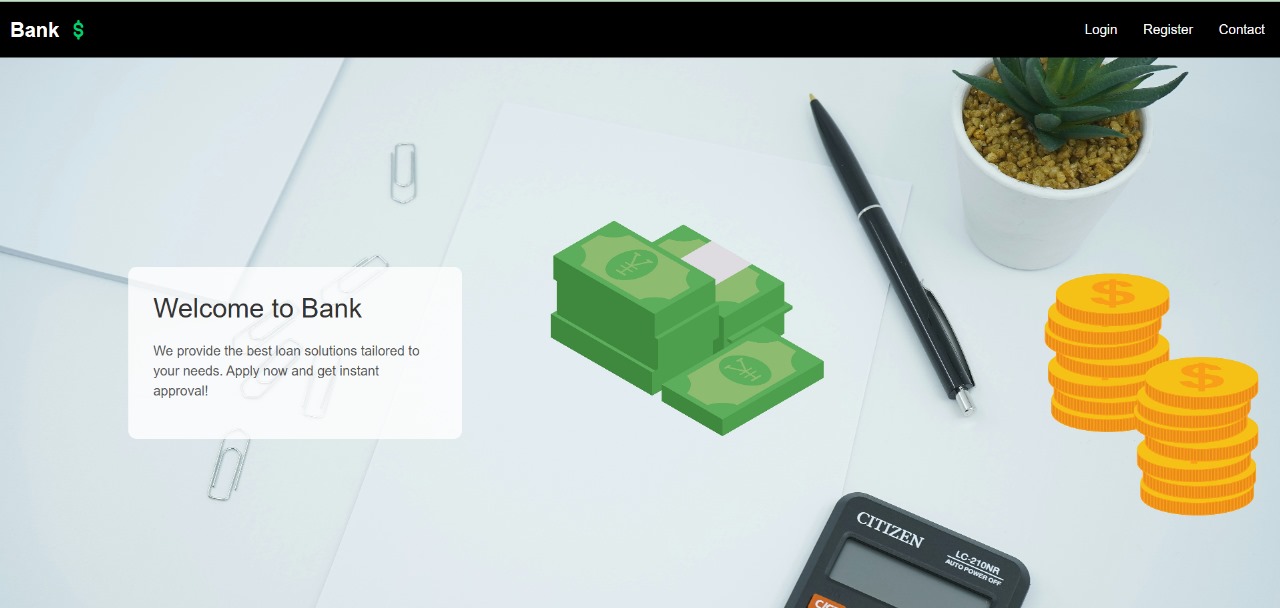 Bank $
Login Register Contact
Welcome to Bank
We provide the best loan solutions tailored to
your needs. Apply now and get instant
approval!
CITIZEN
LC-210NR
AUTO POWER OFF